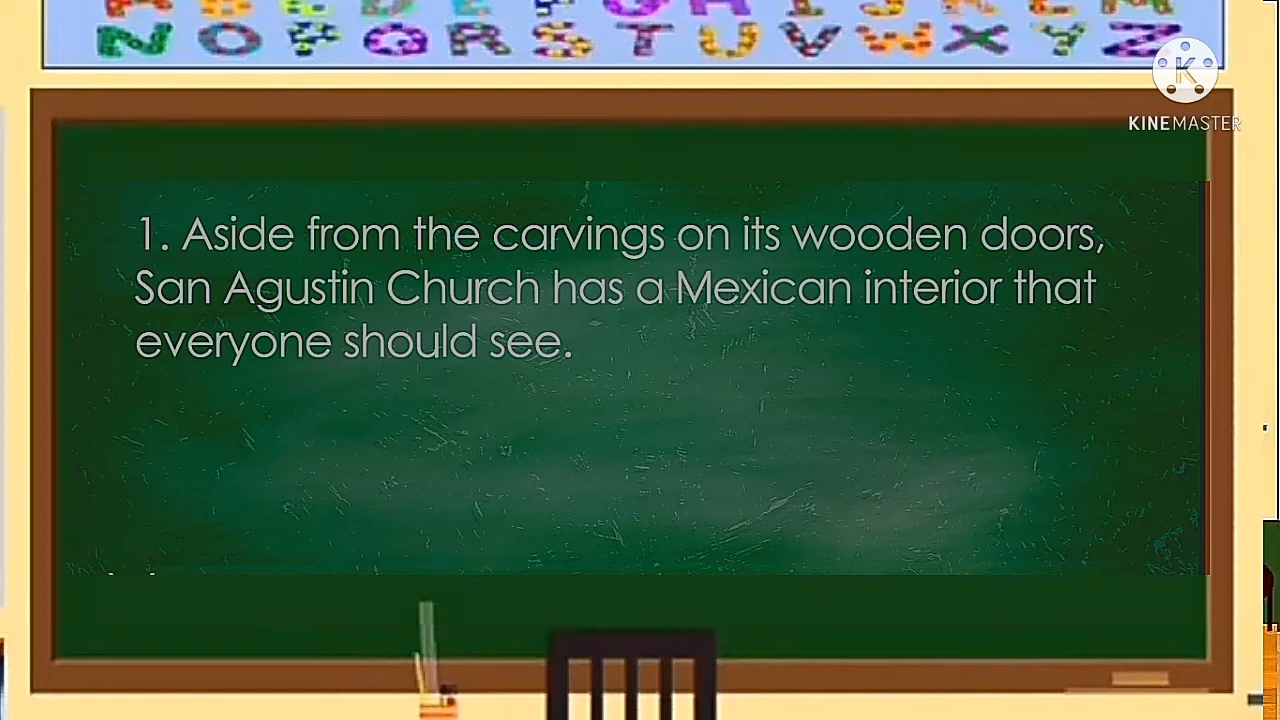 N O P Q R S T U V W X Y Z
K
KINEMASTER
1. Aside from the carvings on its wooden doors,
San Agustin Church has a Mexican interior that
everyone should see.